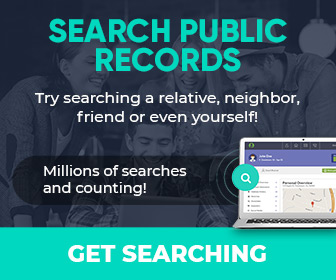 SEARCH PUBLIC
RECORDS
Try searching a relative, neighbor,
friend or even yourself!
Millions of searches
and counting!
Personal Overview
GET SEARCHING